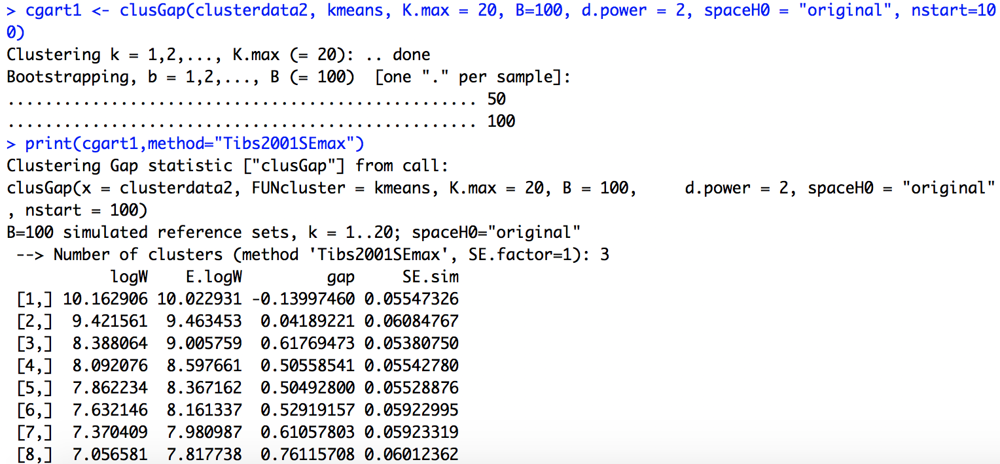 > cgart1 <- clusGap(clusterdata2, kmeans, K.max = 20, B=100, d.power = 2, spaceH0 = "original", nstart=10
0)
Clustering k = 1,2,..., K.max (= 20): .. done
Bootstrapping, b = 1,2,..., B (= 100)  [one "." per sample]:
.................................................. 50
.................................................. 100
> print(cgart1,method="Tibs2001SEmax")
Clustering Gap statistic ["clusGap"] from call:
clusGap(x = clusterdata2, FUNcluster = kmeans, K.max = 20, B = 100,     d.power = 2, spaceH0 = "original"
, nstart = 100)
B=100 simulated reference sets, k = 1..20; spaceH0="original"
 --> Number of clusters (method 'Tibs2001SEmax', SE.factor=1): 3
           logW    E.logW         gap     SE.sim
 [1,] 10.162906 10.022931 -0.13997460 0.05547326
 [2,]  9.421561  9.463453  0.04189221 0.06084767
 [3,]  8.388064  9.005759  0.61769473 0.05380750
 [4,]  8.092076  8.597661  0.50558541 0.05542780
 [5,]  7.862234  8.367162  0.50492800 0.05528876
 [6,]  7.632146  8.161337  0.52919157 0.05922995
 [7,]  7.370409  7.980987  0.61057803 0.05923319
 [8,]  7.056581  7.817738  0.76115708 0.06012362